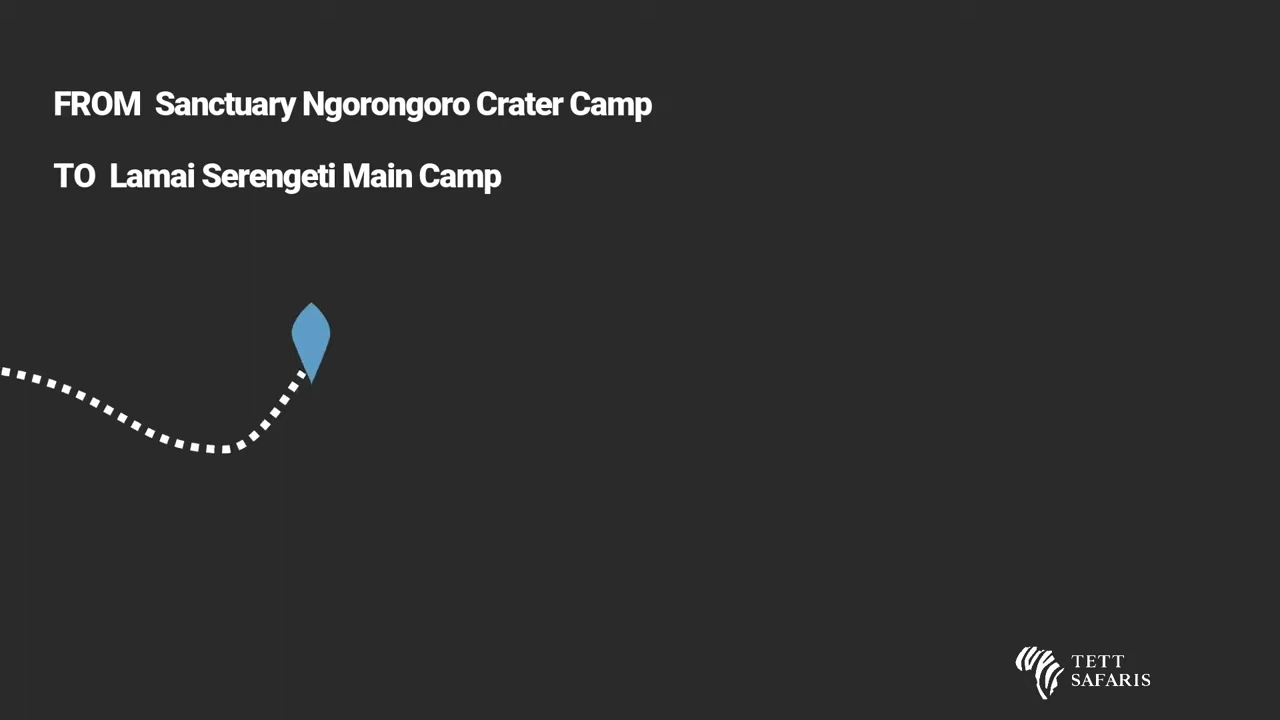 FROM Sanctuary Ngorongoro Crater Camp
TO Lamai Serengeti Main Camp
TETT
SAFARIS